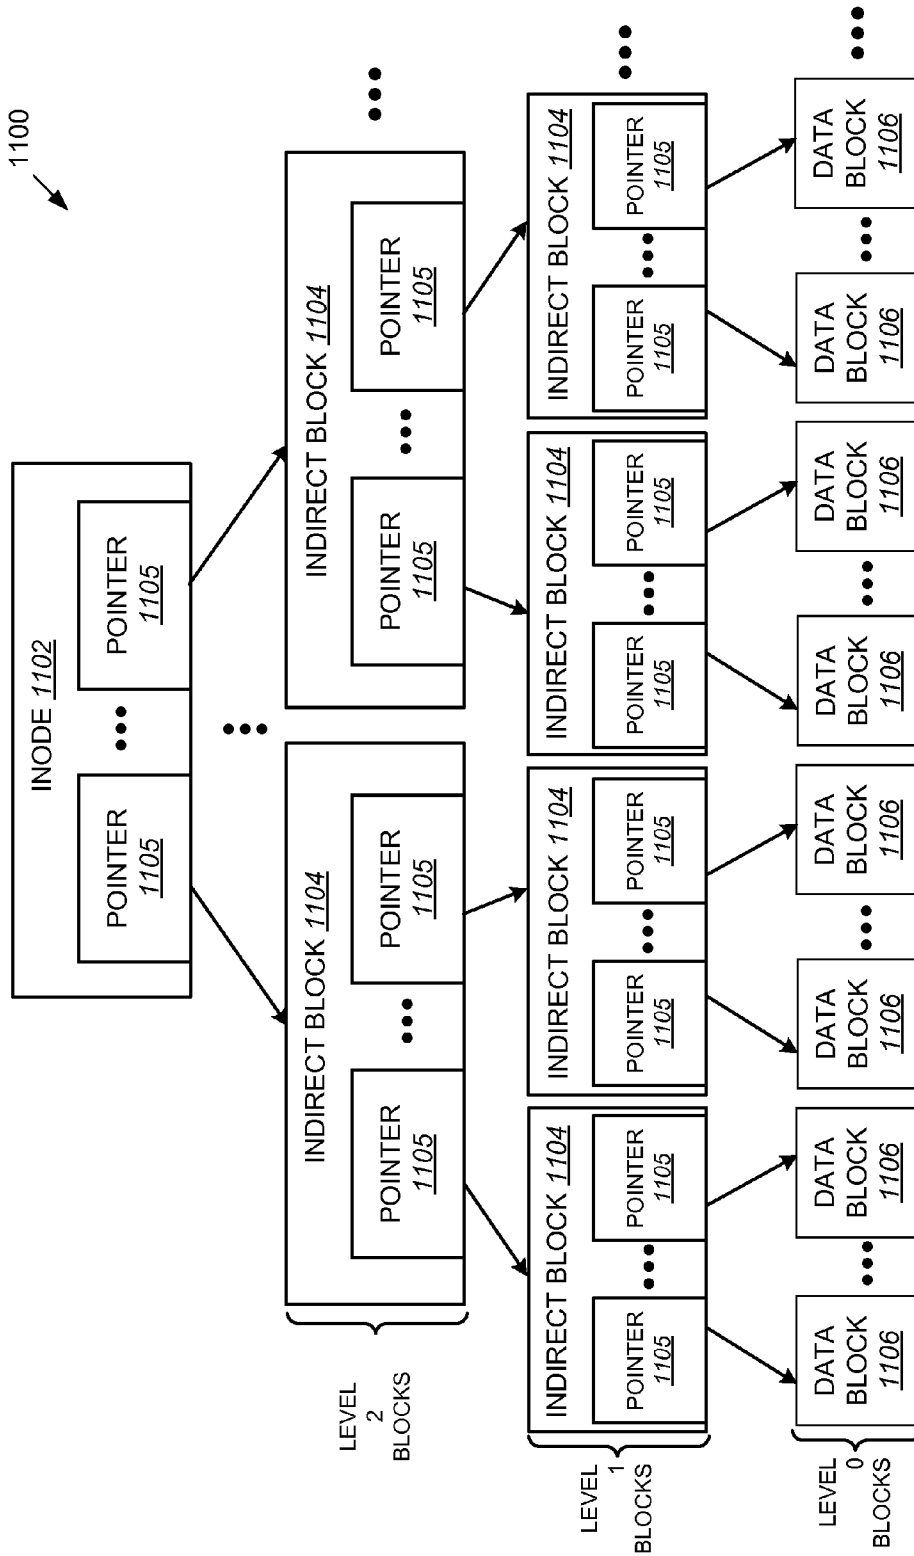 1100
INODE 1102
POINTER
1105
POINTER
1105
INDIRECT BLOCK 1104
POINTER
1105
POINTER
1105
INDIRECT BLOCK 1104
POINTER
1105
POINTER
1105
LEVEL
2
BLOCKS
INDIRECT BLOCK 1104
POINTER
1105
POINTER
1105
INDIRECT BLOCK 1104
POINTER
1105
POINTER
1105
INDIRECT BLOCK 1104
POINTER
1105
POINTER
1105
INDIRECT BLOCK 1104
POINTER
1105
POINTER
1105
LEVEL
1
BLOCKS
DATA
BLOCK
1106
DATA
BLOCK
1106
DATA
BLOCK
1106
DATA
BLOCK
1106
DATA
BLOCK
1106
DATA
BLOCK
1106
DATA
BLOCK
1106
DATA
BLOCK
1106
LEVEL
0
BLOCKS